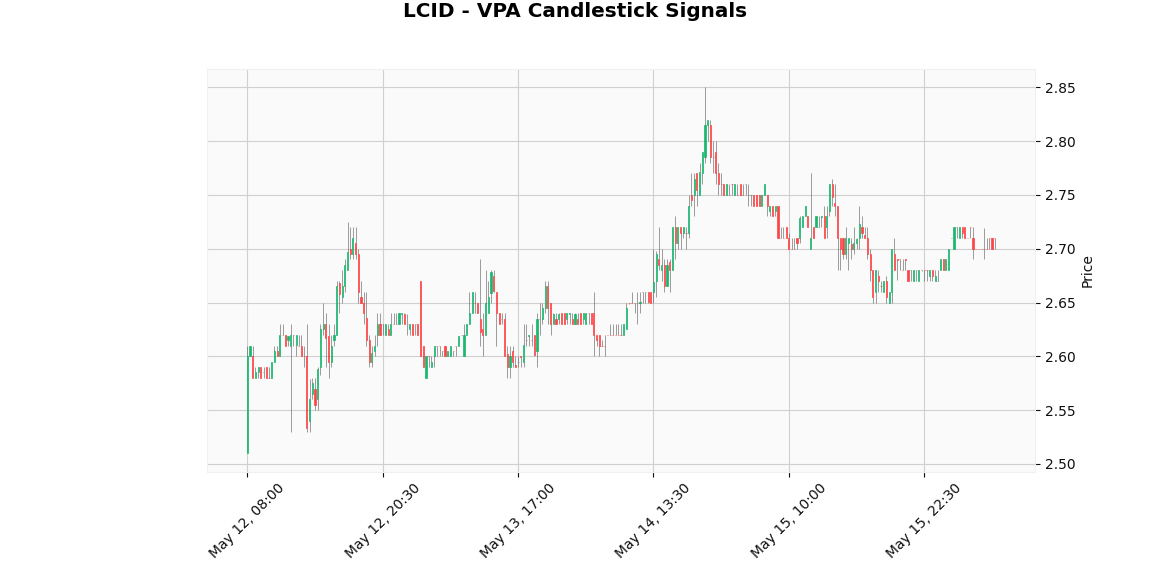 LCID - VPA Candlestick Signals
2.85
2.80
2.75
2.70
2.65
2.60
2.55
2.50
Price
May 12, 08:00
May 12, 20:30
May 13, 17:00
May 14, 13:30
May 15, 10:00
May 15, 22:30